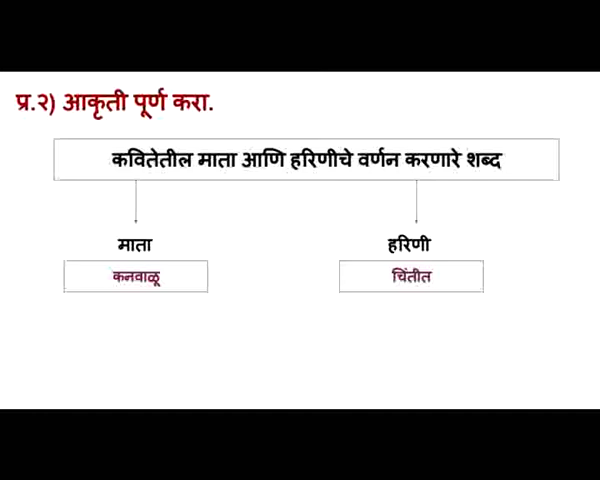 प्र.२) आकृती पूर्ण करा.
कवितेतील माता आणि हरिणीचे वर्णन करणारे शब्द
माता
हरिणी
कनवाळू
चिंतीत